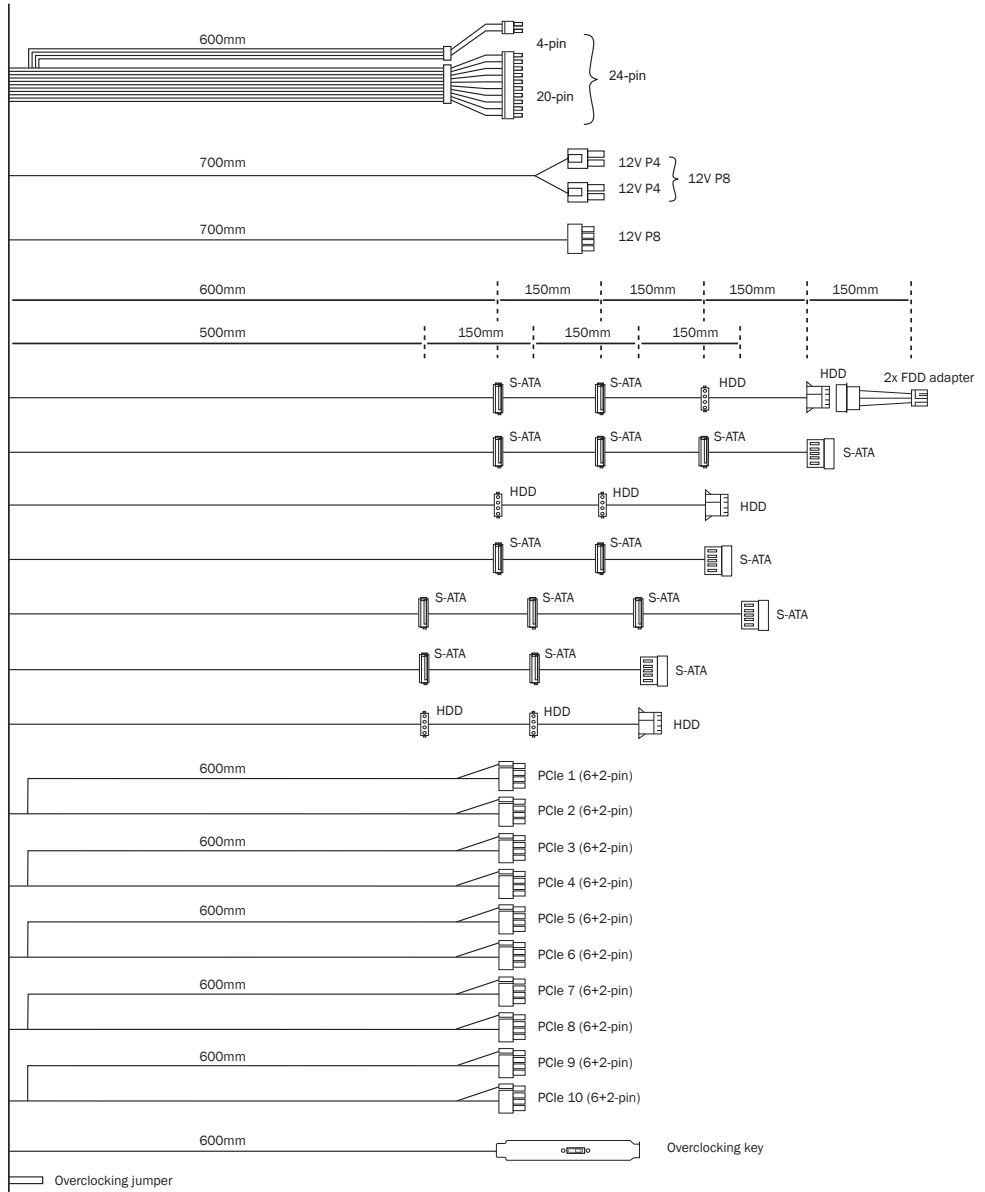 600mm
4-pin
24-pin
20-pin
700mm
12V P4
12V P8
12V P4
700mm
12V P8
600mm 150mm 150mm 150mm 150mm
500mm 150mm 150mm 150mm
S-ATA S-ATA HDD HDD 2x FDD adapter
S-ATA S-ATA S-ATA S-ATA
HDD HDD HDD
S-ATA S-ATA S-ATA
S-ATA S-ATA S-ATA S-ATA
S-ATA S-ATA S-ATA
HDD HDD HDD
600mm PCIe 1 (6+2-pin)
PCIe 2 (6+2-pin)
600mm PCIe 3 (6+2-pin)
PCIe 4 (6+2-pin)
600mm PCIe 5 (6+2-pin)
PCIe 6 (6+2-pin)
600mm PCIe 7 (6+2-pin)
PCIe 8 (6+2-pin)
600mm PCIe 9 (6+2-pin)
PCIe 10 (6+2-pin)
600mm Overclocking key
Overclocking jumper